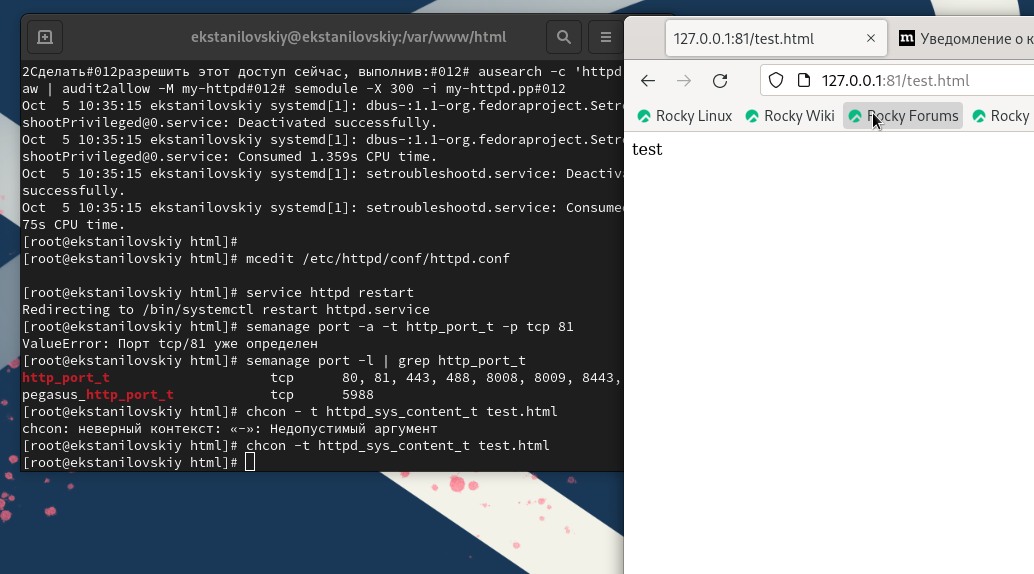 ekstanilovskiy@ekstanilovskiy:/var/www/html
2Сделать#012разрешить этот доступ сейчас, выполнив:#012# ausearch -c 'httpd
aw | audit2allow -M my-httpd#012# semodule -X 300 -i my-httpd.pp#012
Oct  5 10:35:15 ekstanilovskiy systemd[1]: dbus-:1.1-org.fedoraproject.Setro
shootPrivileged@0.service: Deactivated successfully.
Oct  5 10:35:15 ekstanilovskiy systemd[1]: dbus-:1.1-org.fedoraproject.Setro
shootPrivileged@0.service: Consumed 1.359s CPU time.
Oct  5 10:35:15 ekstanilovskiy systemd[1]: setroubleshootd.service: Deactiva
successfully.
Oct  5 10:35:15 ekstanilovskiy systemd[1]: setroubleshootd.service: Consumed
75s CPU time.
[root@ekstanilovskiy html]#
[root@ekstanilovskiy html]# mcedit /etc/httpd/conf/httpd.conf
[root@ekstanilovskiy html]# service httpd restart
Redirecting to /bin/systemctl restart httpd.service
[root@ekstanilovskiy html]# semanage port -a -t http_port_t -p tcp 81
ValueError: Порт tcp/81 уже определен
[root@ekstanilovskiy html]# semanage port -l | grep http_port_t
http_port_t                    tcp      80, 81, 443, 488, 8008, 8009, 8443,
pegasus_http_port_t            tcp      5988
[root@ekstanilovskiy html]# chcon - t httpd_sys_content_t test.html
chcon: неверный контекст: «-»: Недопустимый аргумент
[root@ekstanilovskiy html]# chcon -t httpd_sys_content_t test.html
[root@ekstanilovskiy html]#
127.0.0.1:81/test.html
m Уведомление о к
127.0.0.1:81/test.html
Rocky Linux Rocky Wiki Rocky Forums Rocky
test